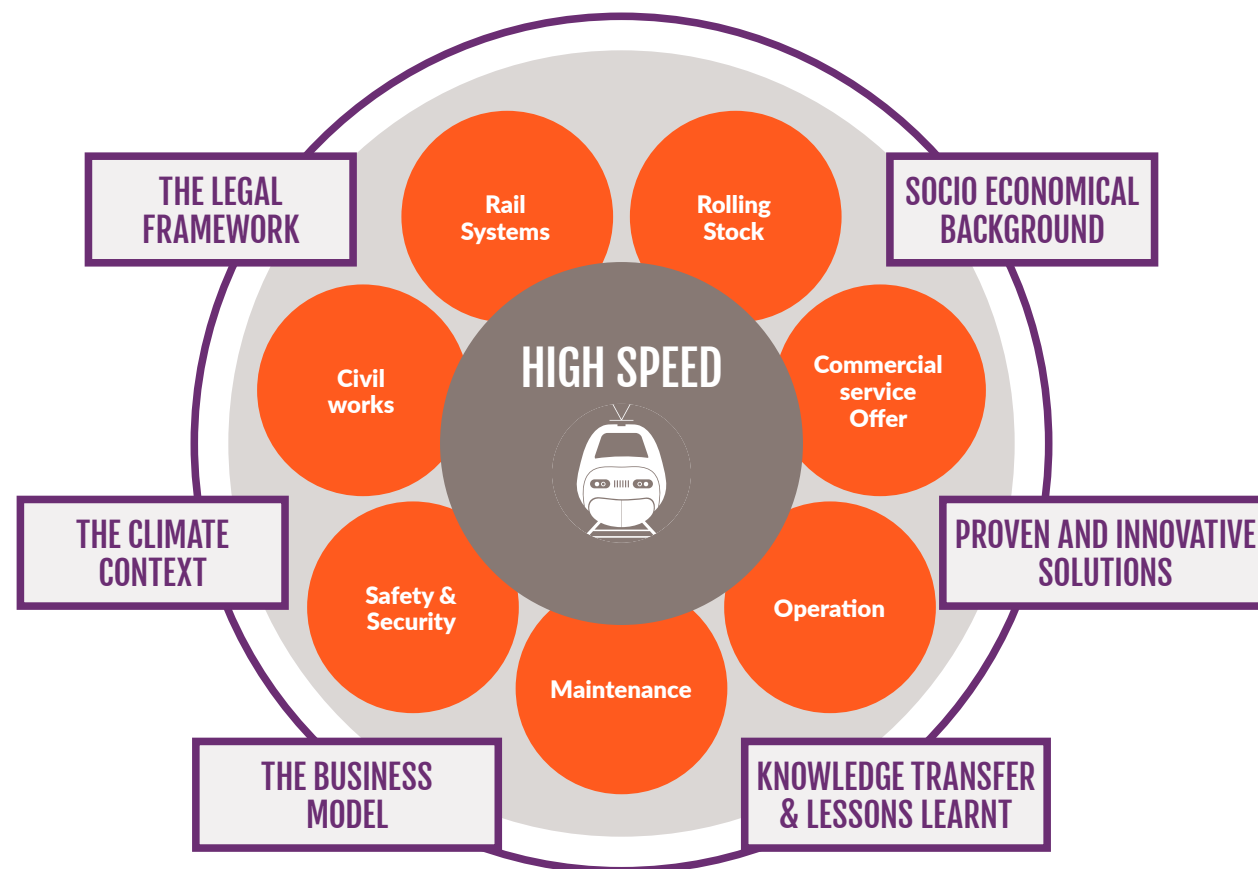 THE LEGAL
FRAMEWORK
Rail
Systems
Rolling
Stock
SOCIO ECONOMICAL
BACKGROUND
Civil
works
HIGH SPEED
Commercial
service
Offer
THE CLIMATE
CONTEXT
PROVEN AND INNOVATIVE
SOLUTIONS
Safety &
Security
Operation
Maintenance
THE BUSINESS
MODEL
KNOWLEDGE TRANSFER
& LESSONS LEARNT